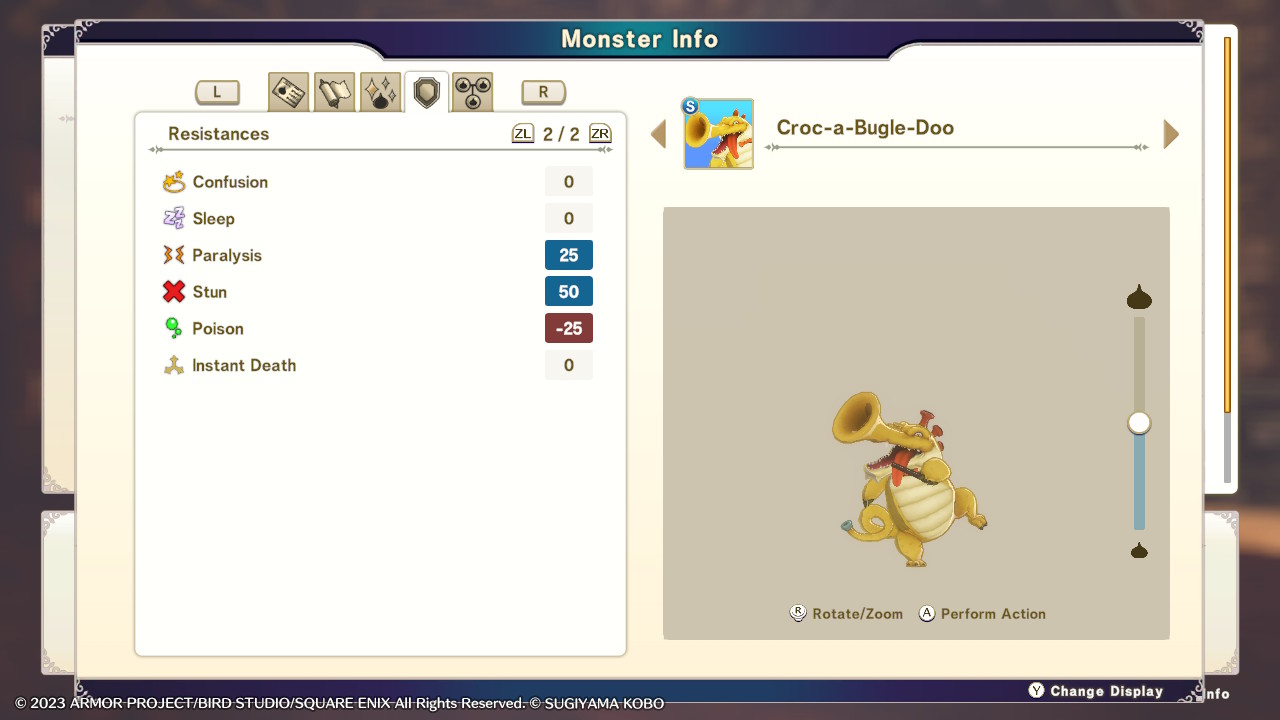 Monster Info
L
R
Resistances
ZL 2 / 2 ZR
Confusion 0
Sleep 0
Paralysis 25
Stun 50
Poison -25
Instant Death 0
S
Croc-a-Bugle-Doo
R Rotate/Zoom A Perform Action
Y Change Display
nfo
© 2023 ARMOR PROJECT/BIRD STUDIO/SQUARE ENIX All Rights Reserved. © SUGIYAMA KOBO